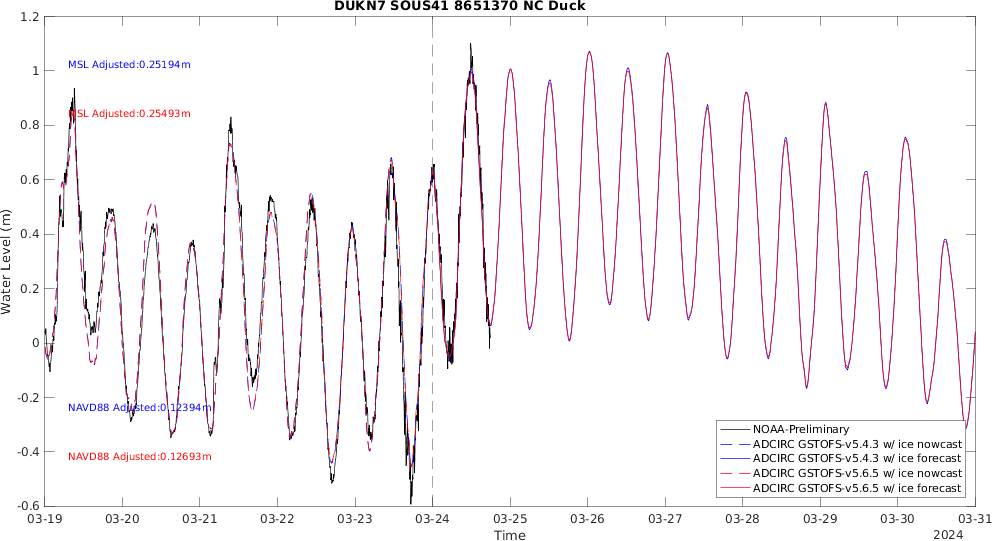 DUKN7 SOUS41 8651370 NC Duck
1.2
1
0.8
0.6
0.4
0.2
0
-0.2
-0.4
-0.6
Water Level (m)
MSL Adjusted:0.25194m
MSL Adjusted:0.25493m
NAVD88 Adjusted:0.12394m
NAVD88 Adjusted:0.12693m
NOAA-Preliminary
ADCIRC GSTOFS-v5.4.3 w/ ice nowcast
ADCIRC GSTOFS-v5.4.3 w/ ice forecast
ADCIRC GSTOFS-v5.6.5 w/ ice nowcast
ADCIRC GSTOFS-v5.6.5 w/ ice forecast
03-19 03-20 03-21 03-22 03-23 03-24 03-25 03-26 03-27 03-28 03-29 03-30 03-31
Time
2024